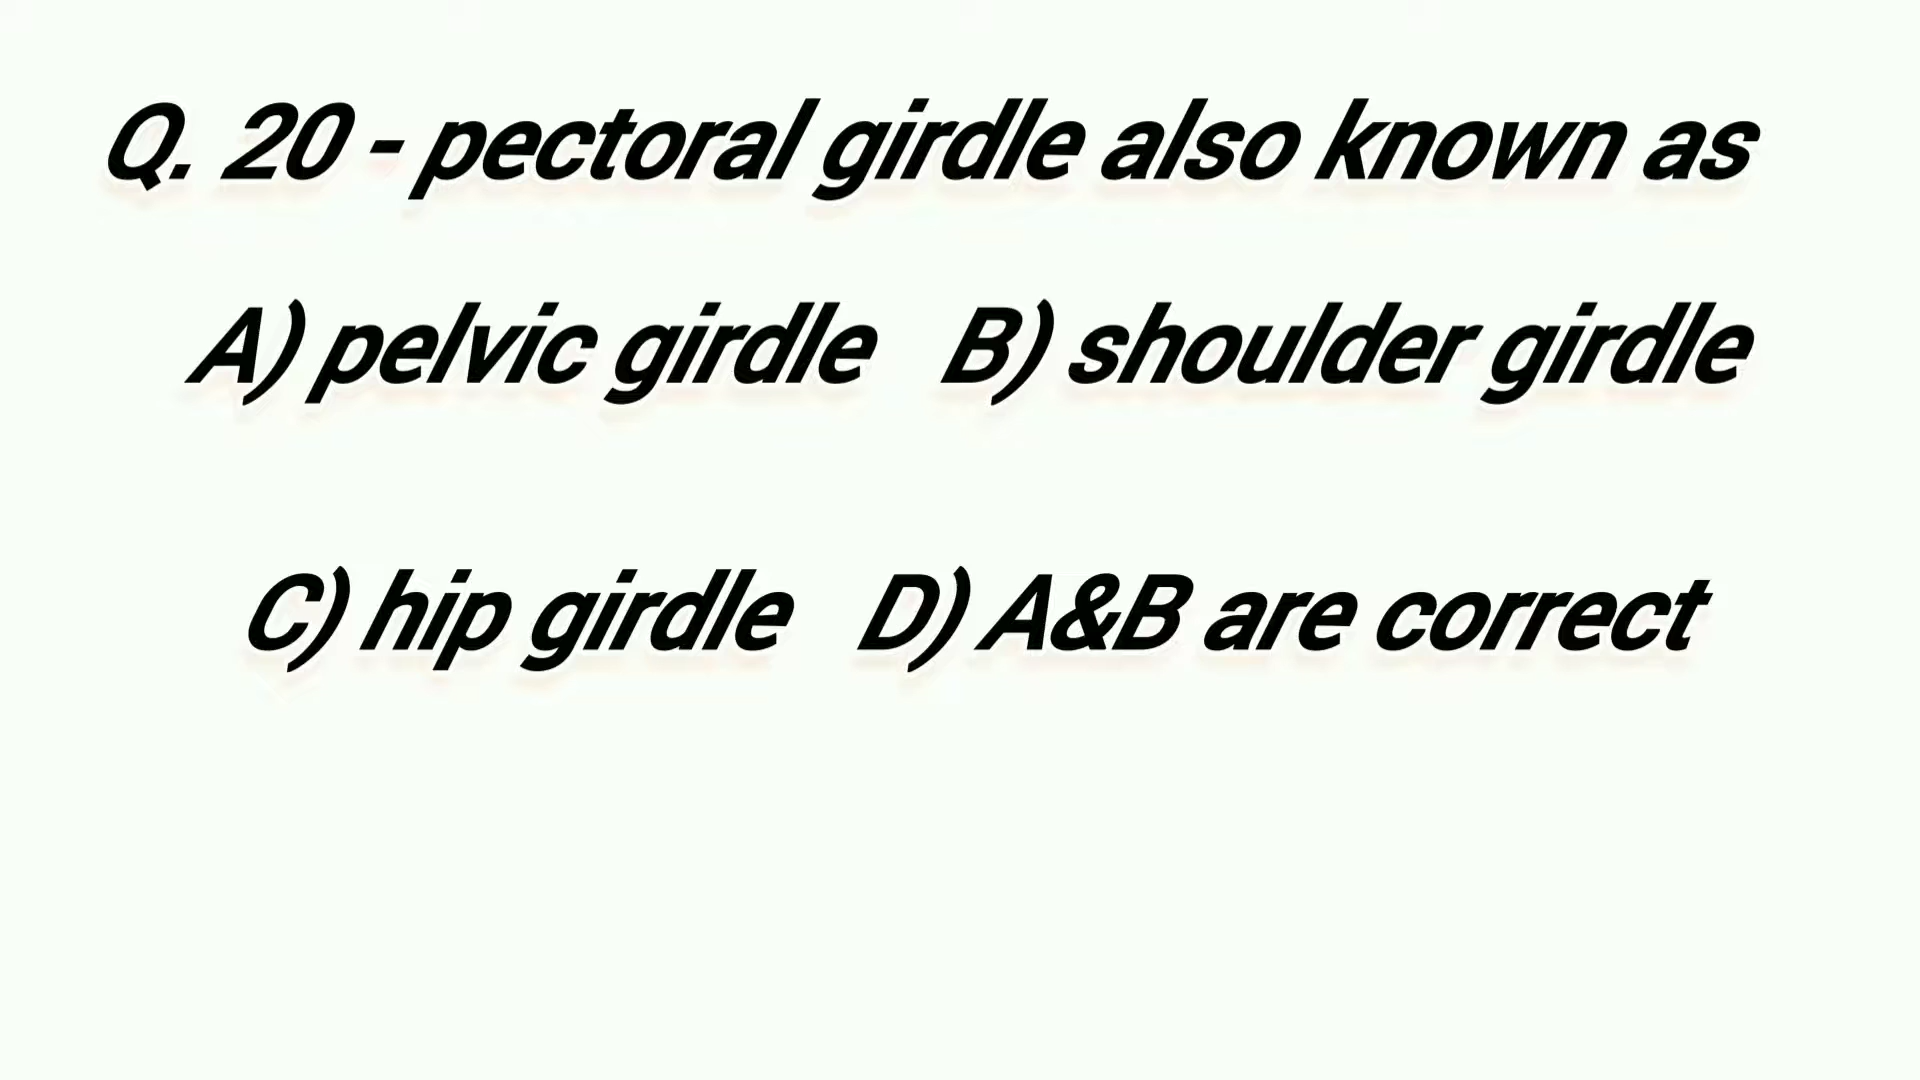 Q. 20 - pectoral girdle also known as
A) pelvic girdle B) shoulder girdle
C) hip girdle D) A&B are correct